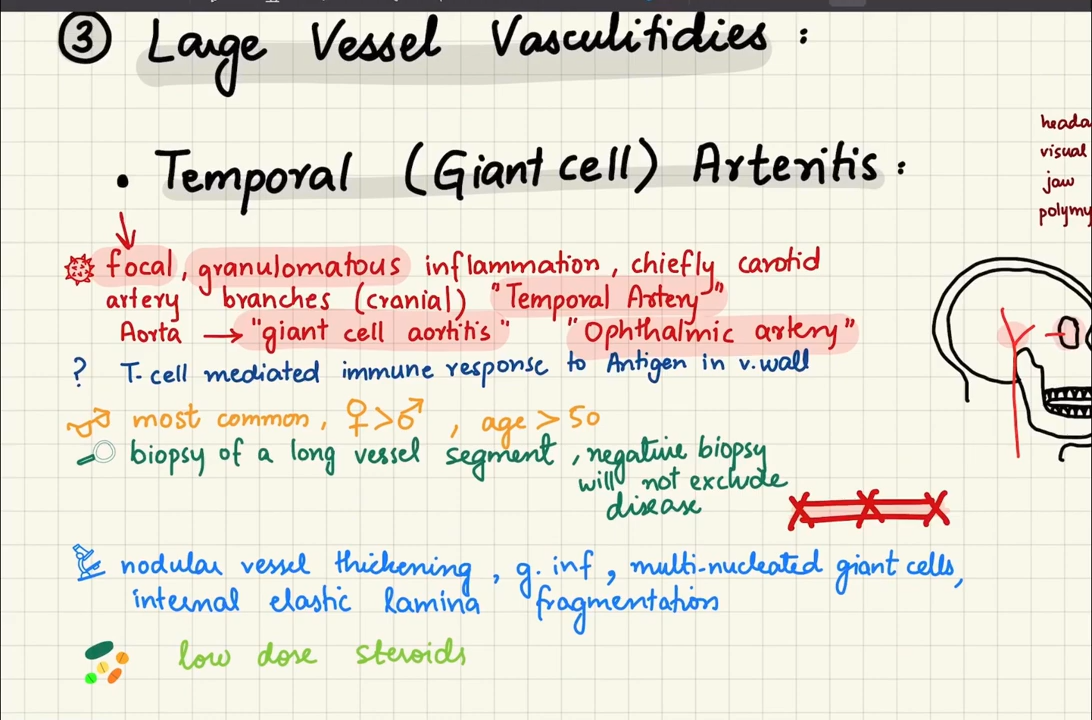 ③ Large Vessel Vasculitidies :
• Temporal (Giant cell) Arteritis :
heada
visual
jaw
polymy
focal, granulomatous inflammation, chiefly carotid
artery branches (cranial) "Temporal Artery"
Aorta → "giant cell aortitis" "Ophthalmic artery"
? T-cell mediated immune response to Antigen in v.wall
most common, ♀>♂, age > 50
biopsy of a long vessel segment, negative biopsy
will not exclude
disease
nodular vessel thickening, g. inf, multi-nucleated giant cells,
internal elastic lamina fragmentation
low dose steroids